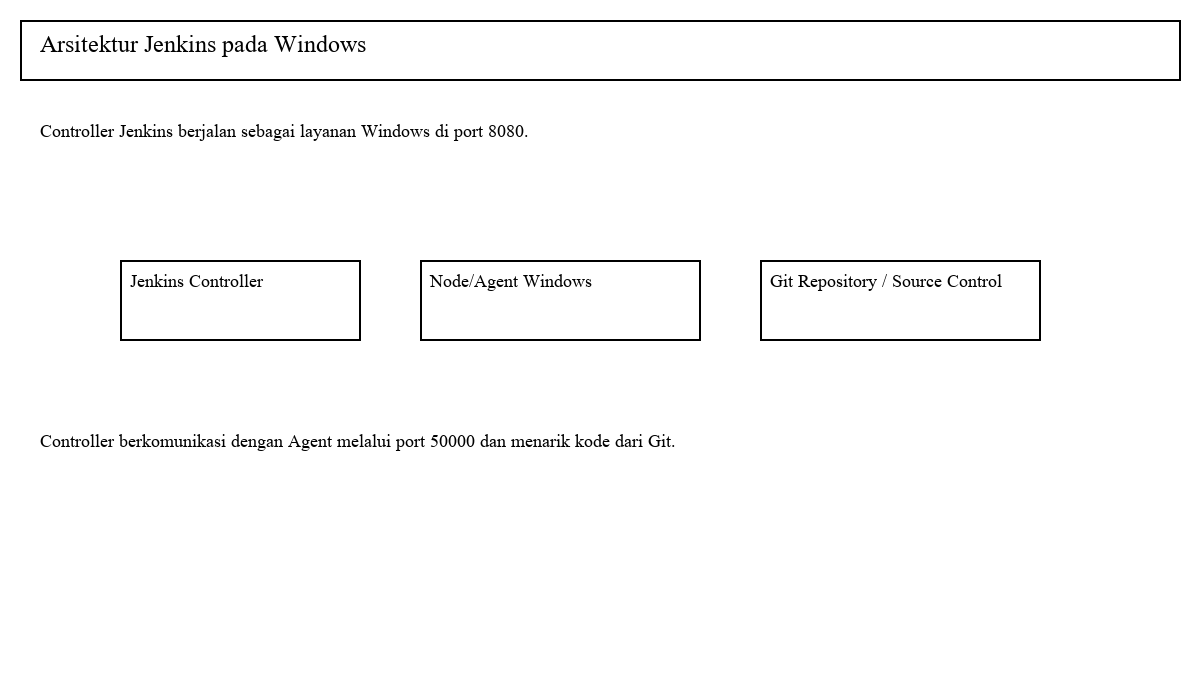 Arsitektur Jenkins pada Windows
Controller Jenkins berjalan sebagai layanan Windows di port 8080.
Jenkins Controller
Node/Agent Windows
Git Repository / Source Control
Controller berkomunikasi dengan Agent melalui port 50000 dan menarik kode dari Git.